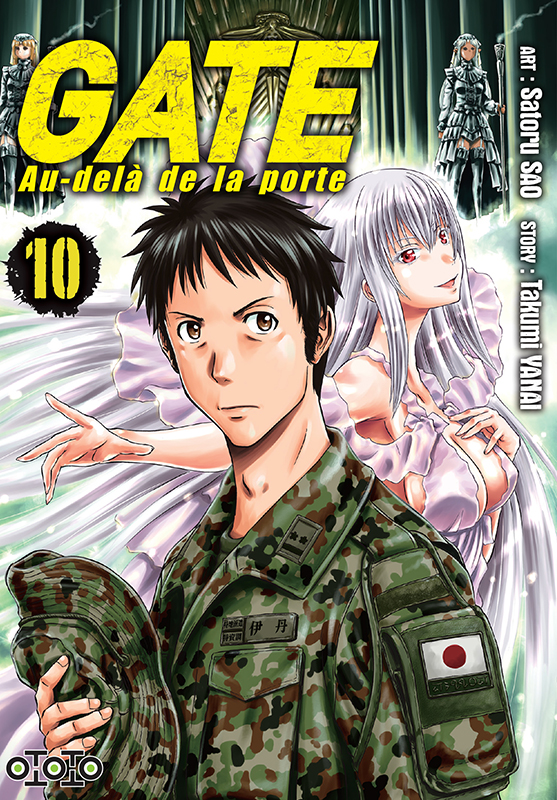 GATE
Au-delà de la porte
10
ART : Satoru SAO
STORY : Takumi YANAI
伊丹
OTOTO